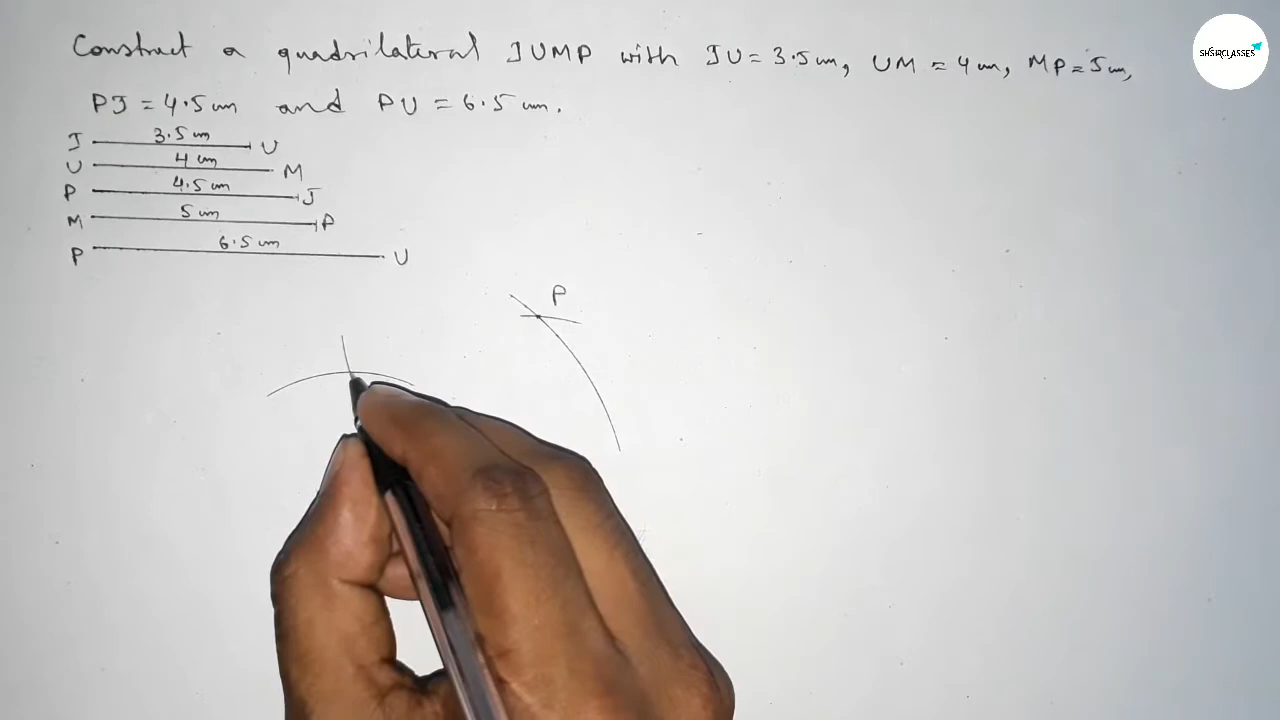 Construct a quadrilateral JUMP with JU = 3.5 cm, UM = 4 cm, MP = 5 cm,
PJ = 4.5 cm and PU = 6.5 cm.
J 3.5 cm U
U 4 cm M
P 4.5 cm J
M 5 cm P
P 6.5 cm U
P
SHSIRCLASSES